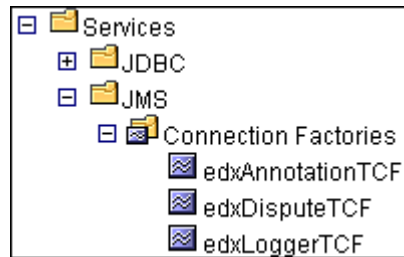 Services
JDBC
JMS
Connection Factories
edxAnnotationTCF
edxDisputeTCF
edxLoggerTCF